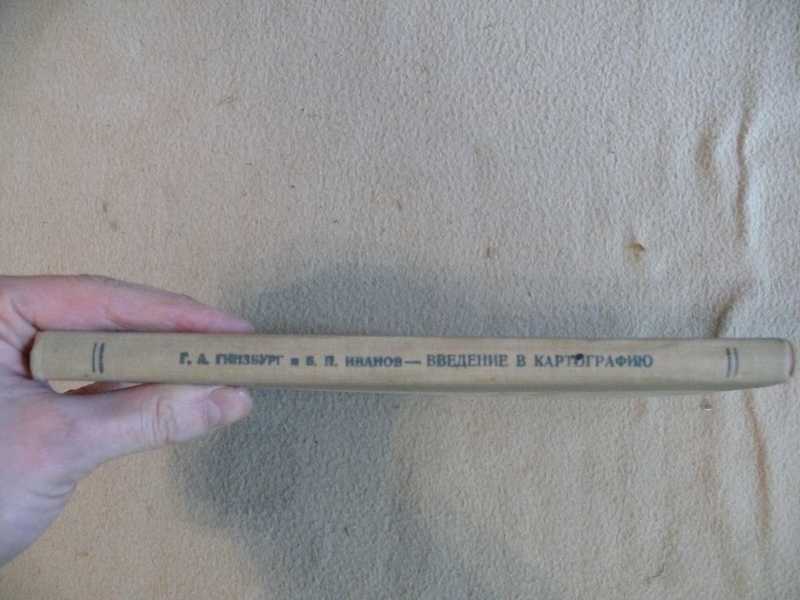 Г. А. ГИНЗБУРГ и Б. П. ИВАНОВ — ВВЕДЕНИЕ В КАРТОГРАФИЮ